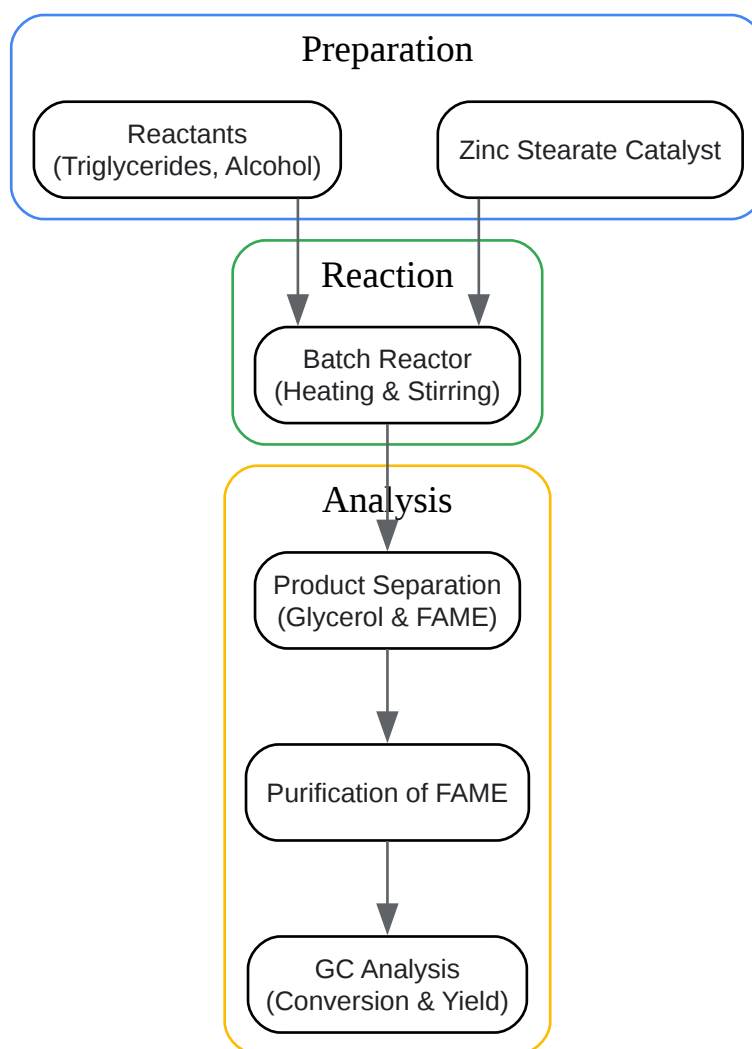 Preparation
Reactants
(Triglycerides, Alcohol)
Zinc Stearate Catalyst
Reaction
Batch Reactor
(Heating & Stirring)
Analysis
Product Separation
(Glycerol & FAME)
Purification of FAME
GC Analysis
(Conversion & Yield)